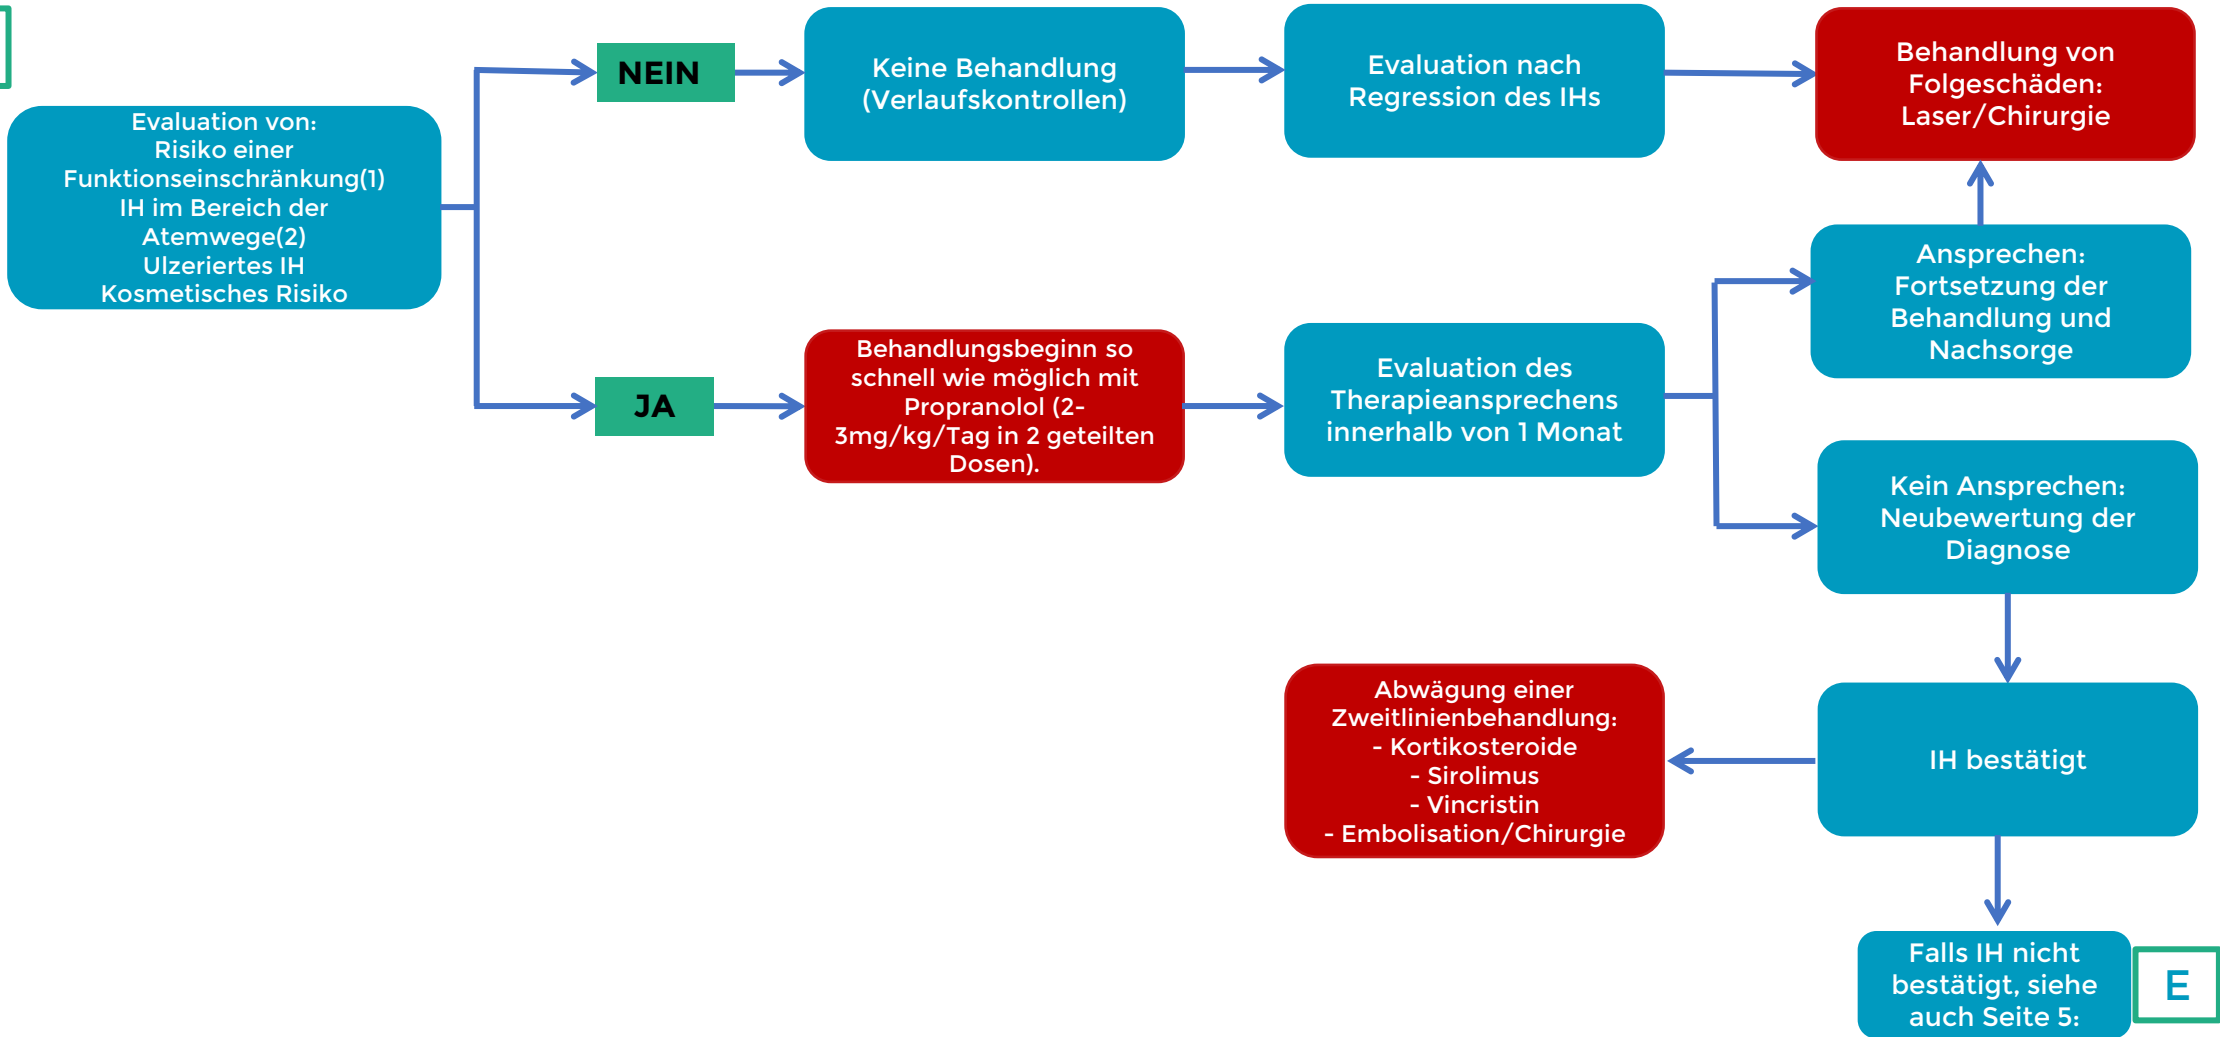 Evaluation von:
Risiko einer
Funktionseinschränkung(1)
IH im Bereich der
Atemwege(2)
Ulzeriertes IH
Kosmetisches Risiko
NEIN
Keine Behandlung
(Verlaufskontrollen)
Evaluation nach
Regression des IHs
Behandlung von
Folgeschäden:
Laser/Chirurgie
JA
Behandlungsbeginn so
schnell wie möglich mit
Propranolol (2-
3mg/kg/Tag in 2 geteilten
Dosen).
Evaluation des
Therapieansprechens
innerhalb von 1 Monat
Ansprechen:
Fortsetzung der
Behandlung und
Nachsorge
Kein Ansprechen:
Neubewertung der
Diagnose
IH bestätigt
Abwägung einer
Zweitlinienbehandlung:
- Kortikosteroide
- Sirolimus
- Vincristin
- Embolisation/Chirurgie
Falls IH nicht
bestätigt, siehe
auch Seite 5:
E